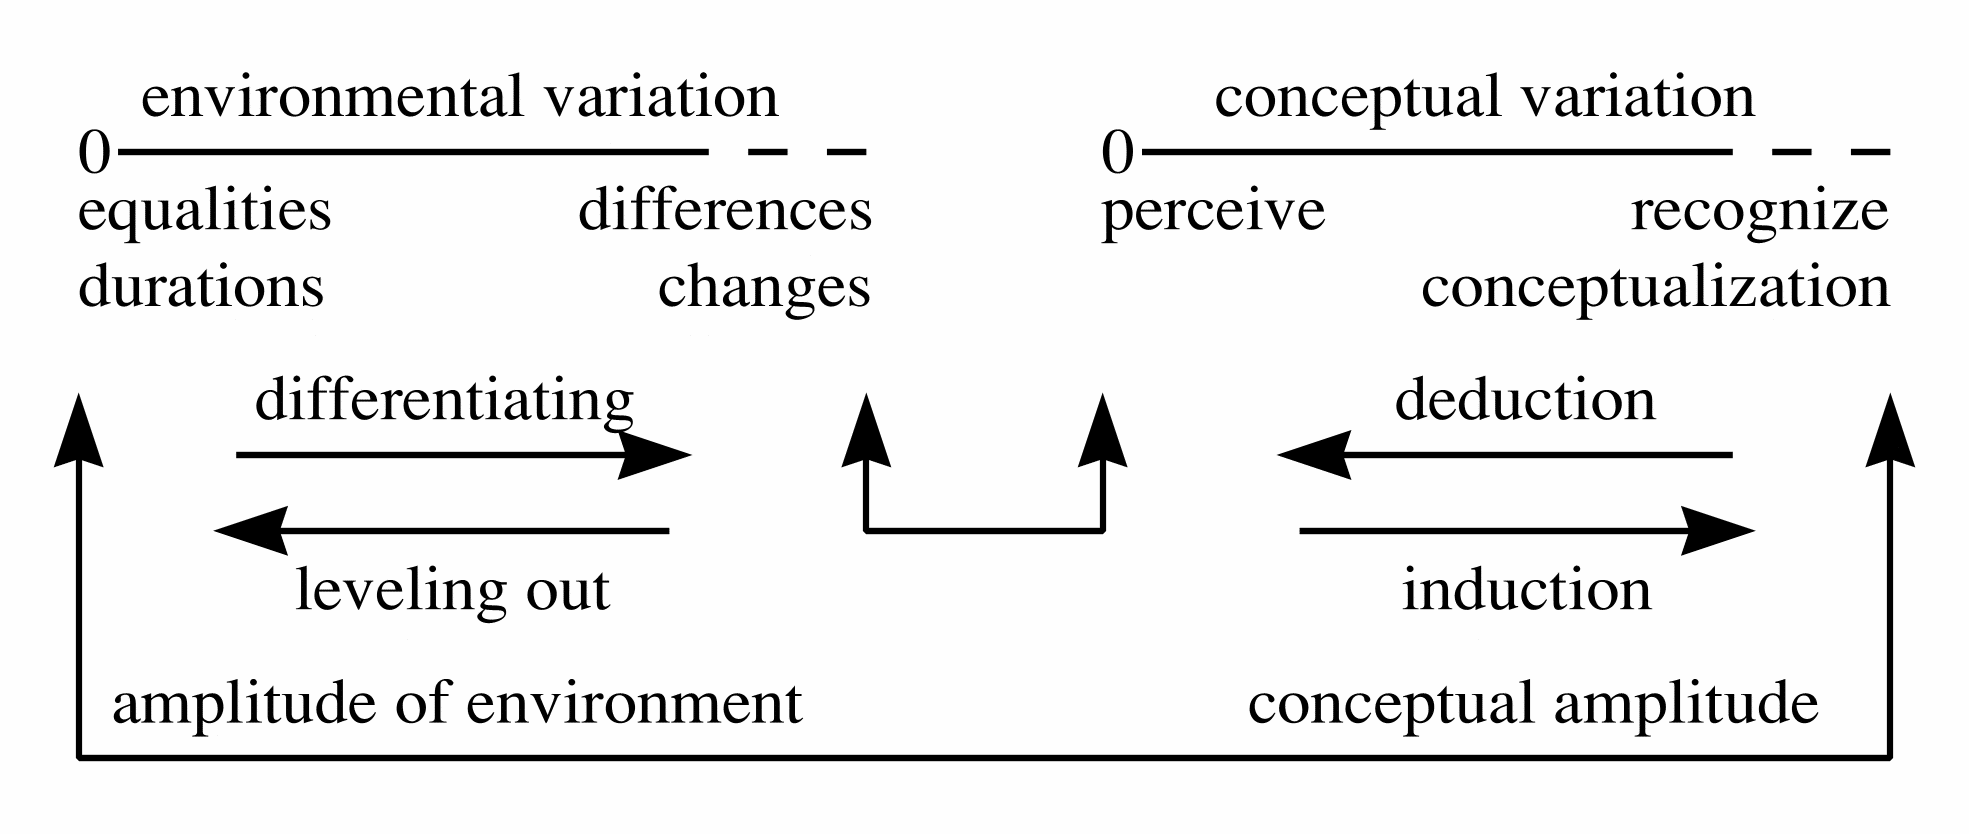 environmental variation
0
equalities differences
durations changes
differentiating
leveling out
amplitude of environment
conceptual variation
0
perceive recognize
conceptualization
deduction
induction
conceptual amplitude